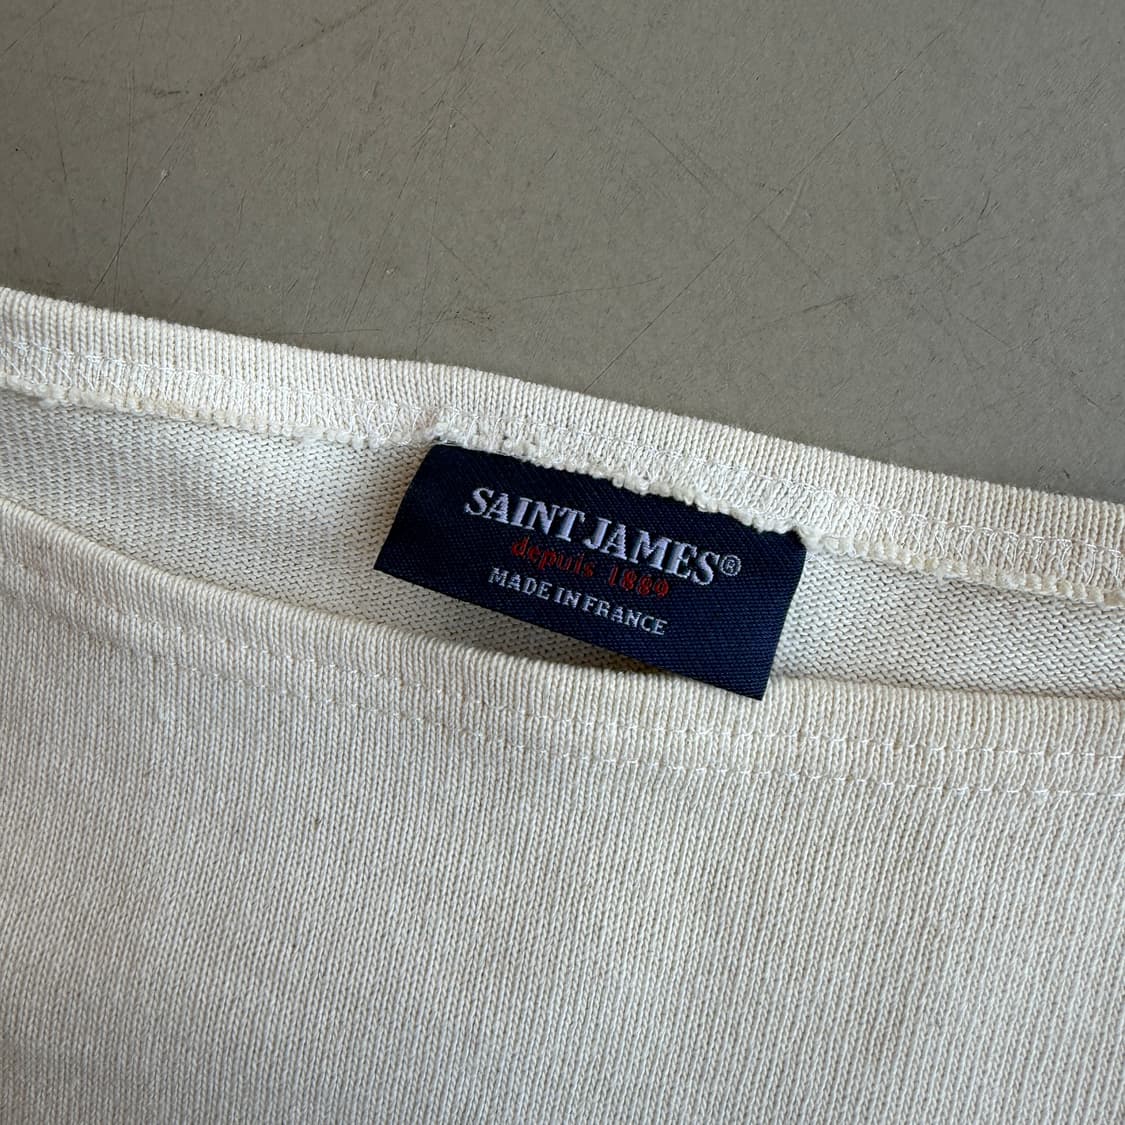 SAINT JAMES®
depuis 1889
MADE IN FRANCE